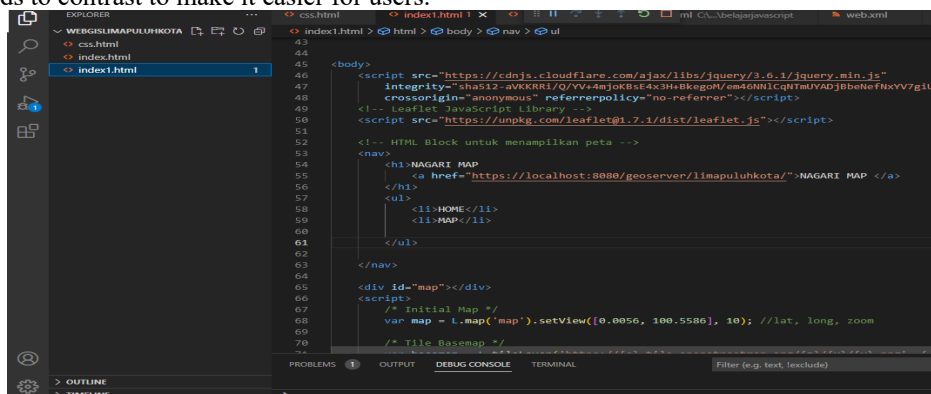 ds to contrast to make it easier for users.
EXPLORER ... css.html index1.html 1 × rml C:\...\belajarjavascript web.xml
WEBGISLIMAPULUHKOTA index1.html > html > body > nav > ul
css.html
index.html
index1.html 1
43
44
45 <body>
46 <script src="https://cdnjs.cloudflare.com/ajax/libs/jquery/3.6.1/jquery.min.js"
47 integrity="sha512-aVKKRRi/Q/YV+4mjoKBsE4x3H+BkegoM/em46NNlCqNTmUYADjBbeNefNxYV7giU
48 crossorigin="anonymous" referrerpolicy="no-referrer"></script>
49 <!-- Leaflet JavaScript Library -->
50 <script src="https://unpkg.com/leaflet@1.7.1/dist/leaflet.js"></script>
51
52 <!-- HTML Block untuk menampilkan peta -->
53 <nav>
54 <h1>NAGARI MAP
55 <a href="https://localhost:8080/geoserver/limapuluhkota/">NAGARI MAP </a>
56 </h1>
57 <ul>
58 <li>HOME</li>
59 <li>MAP</li>
60
61 </ul>
62
63 </nav>
64
65 <div id="map"></div>
66 <script>
67 /* Initial Map */
68 var map = L.map('map').setView([0.0056, 100.5586], 10); //lat, long, zoom
69
70 /* Tile Basemap */
PROBLEMS 1 OUTPUT DEBUG CONSOLE TERMINAL Filter (e.g. text, !exclude)
> OUTLINE